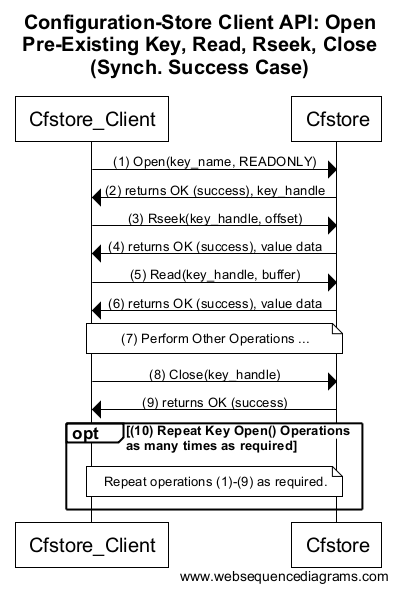 Configuration-Store Client API: Open
Pre-Existing Key, Read, Rseek, Close
(Synch. Success Case)
Cfstore_Client
Cfstore
(1) Open(key_name, READONLY)
(2) returns OK (success), key_handle
(3) Rseek(key_handle, offset)
(4) returns OK (success), value data
(5) Read(key_handle, buffer)
(6) returns OK (success), value data
(7) Perform Other Operations ...
(8) Close(key_handle)
(9) returns OK (success)
opt
[(10) Repeat Key Open() Operations
as many times as required]
Repeat operations (1)-(9) as required.
Cfstore_Client
Cfstore
www.websequencediagrams.com